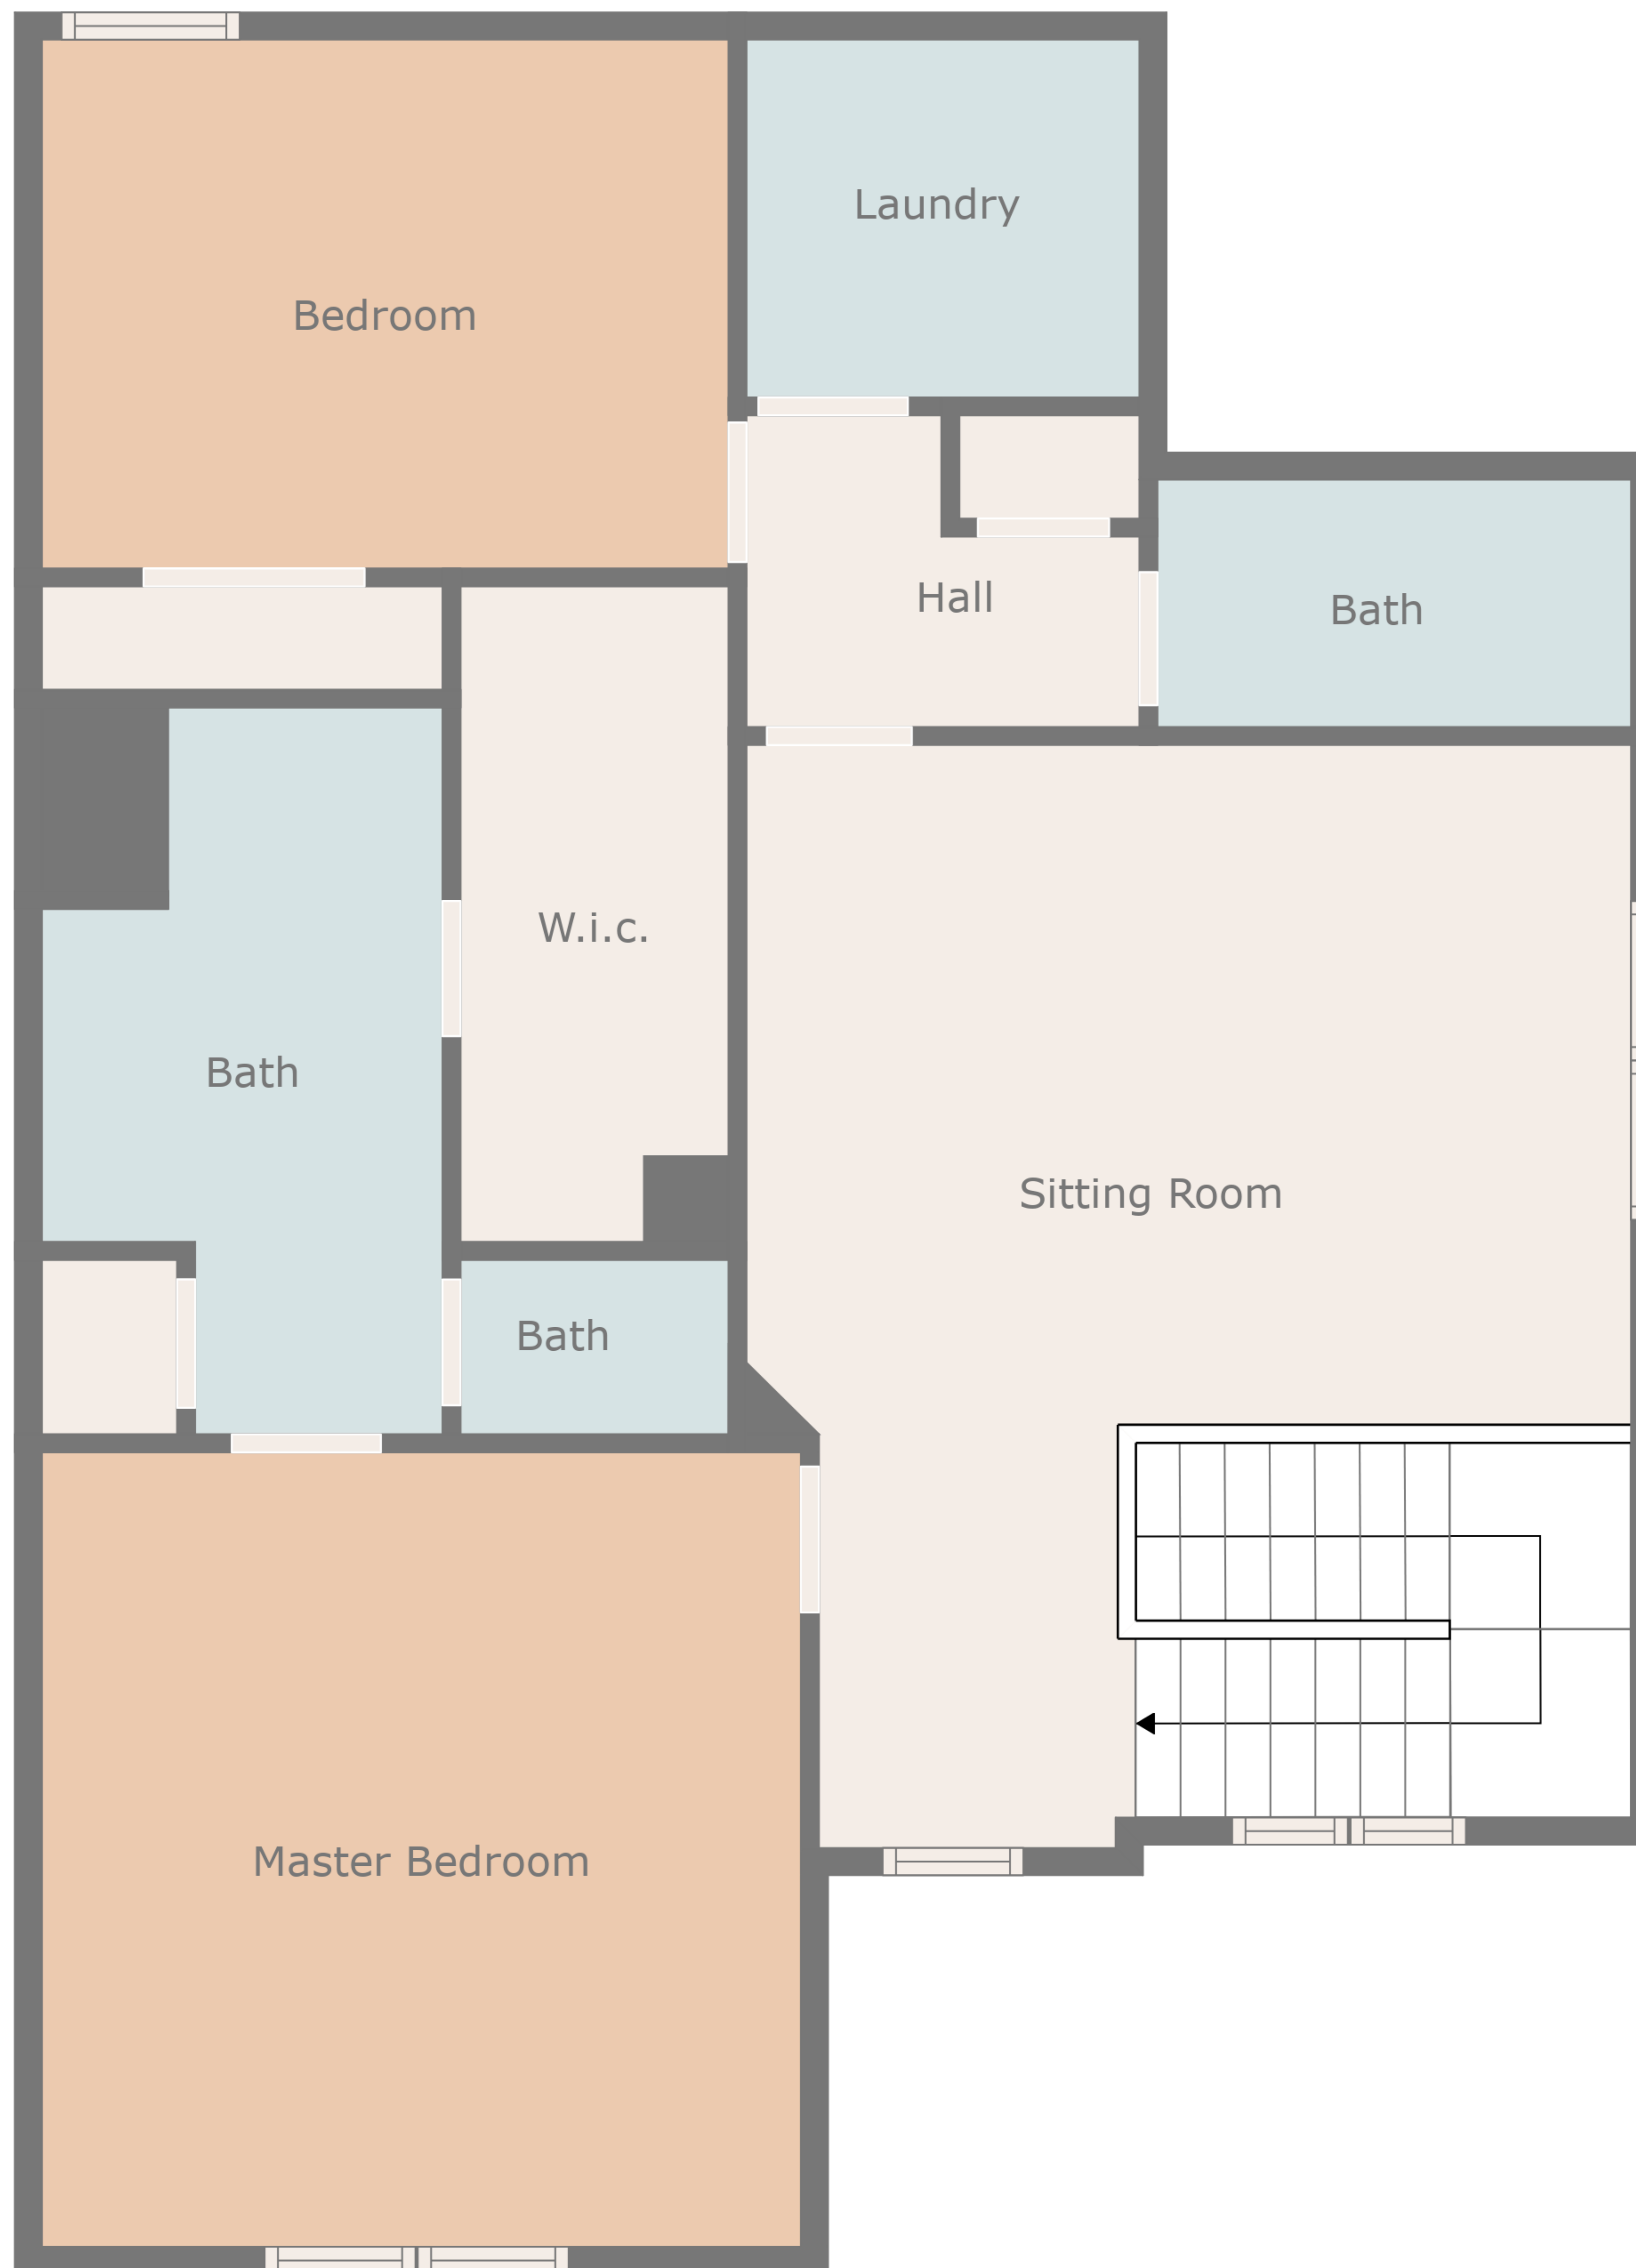 Laundry
Bedroom
Hall
Bath
W.i.c.
Bath
Sitting Room
Bath
Master Bedroom